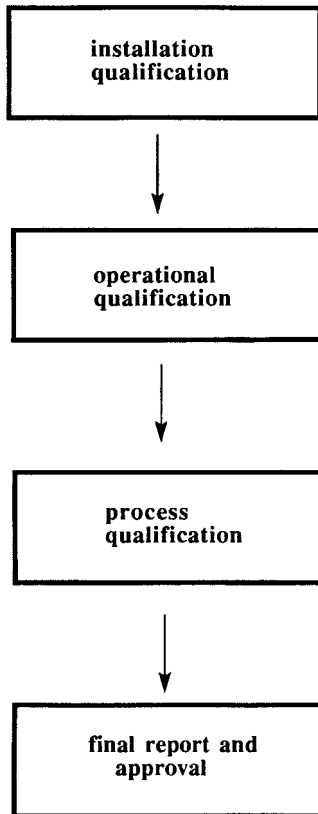 installation
qualification
operational
qualification
process
qualification
final report and
approval